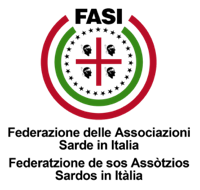 FASI
Federazione delle Associazioni
Sarde in Italia
Federatzione de sos Assòtzios
Sardos in Itàlia